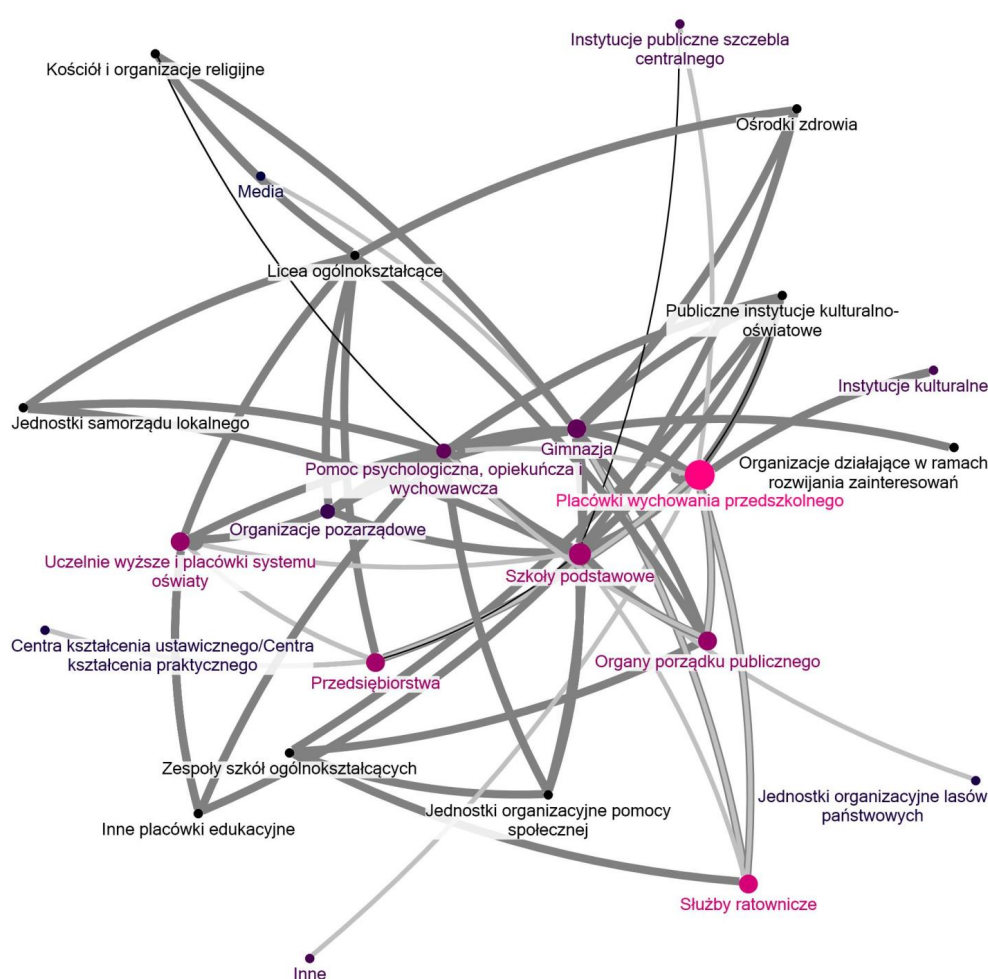 Instytucje publiczne szczebla
centralnego
Kościół i organizacje religijne
Ośrodki zdrowia
Media
Licea ogólnokształcące
Publiczne instytucje kulturalno-
oświatowe
Instytucje kulturalne
Jednostki samorządu lokalnego
Gimnazja
Pomoc psychologiczna, opiekuńcza i
wychowawcza
Organizacje działające w ramach
rozwijania zainteresowań
Placówki wychowania przedszkolnego
Organizacje pozarządowe
Uczelnie wyższe i placówki systemu
oświaty
Szkoły podstawowe
Centra kształcenia ustawicznego/Centra
kształcenia praktycznego
Organy porządku publicznego
Przedsiębiorstwa
Zespoły szkół ogólnokształcących
Jednostki organizacyjne lasów
państwowych
Jednostki organizacyjne pomocy
społecznej
Inne placówki edukacyjne
Służby ratownicze
Inne